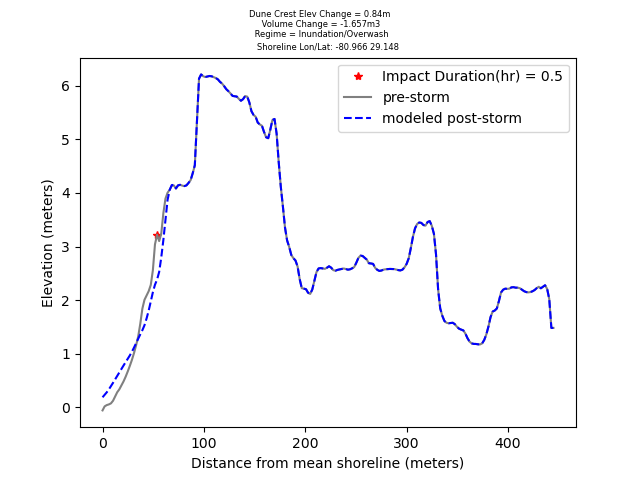 Dune Crest Elev Change = 0.84m
Volume Change = -1.657m
Regime = Inundation/Overwash
Shoreline Lon/Lat: -80.966 29.148
Impact Duration(hr) = 0.5
pre-storm
modeled post-storm
Elevation (meters)
6
5
4
3
2
1
0
0 100 200 300 400
Distance from mean shoreline (meters)